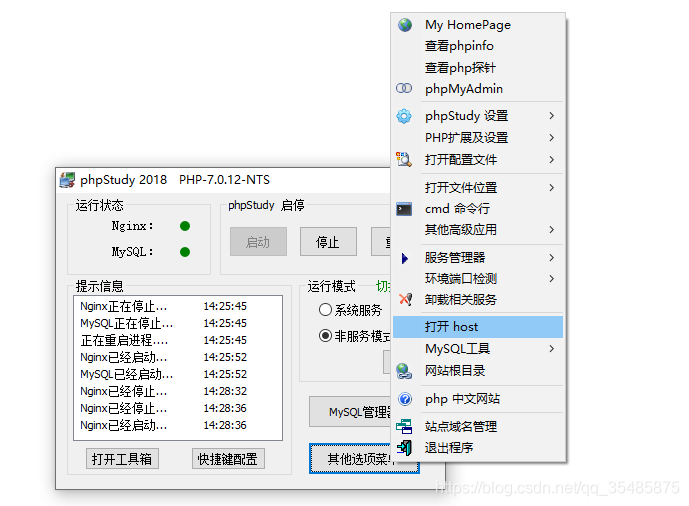 My HomePage
查看phpinfo
查看php探针
phpMyAdmin
phpStudy 设置
PHP扩展及设置
打开配置文件
打开文件位置
cmd 命令行
其他高级应用
服务管理器
环境端口检测
卸载相关服务
打开 host
MySQL工具
网站根目录
php 中文网站
站点域名管理
退出程序
phpStudy 2018 PHP-7.0.12-NTS
运行状态
Nginx:
MySQL:
phpStudy 启停
启动
停止
提示信息
Nginx正在停止... 14:25:45
MySQL正在停止... 14:25:45
正在重启进程.... 14:25:45
Nginx已经启动... 14:25:52
MySQL已经启动... 14:25:52
Nginx已经停止... 14:28:32
Nginx已经停止... 14:28:36
Nginx已经启动... 14:28:36
打开工具箱
快捷键配置
运行模式
系统服务
非服务模式
MySQL管理器
其他选项菜单
https://blog.csdn.net/qq_35485875